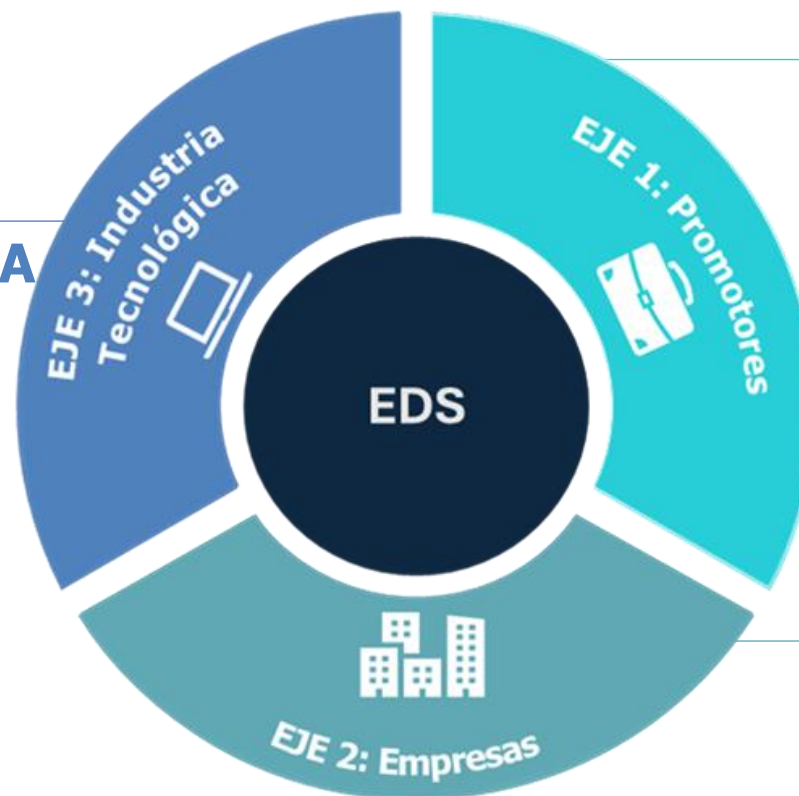 EJE 1: Promotores
EJE 3: Industria
Tecnológica
A
EDS
EJE 2: Empresas